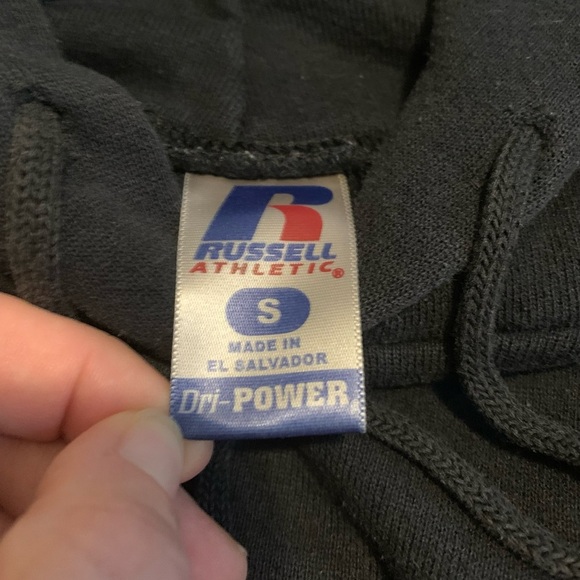 RUSSELL
ATHLETIC®
S
MADE IN
EL SALVADOR
Dri-POWER